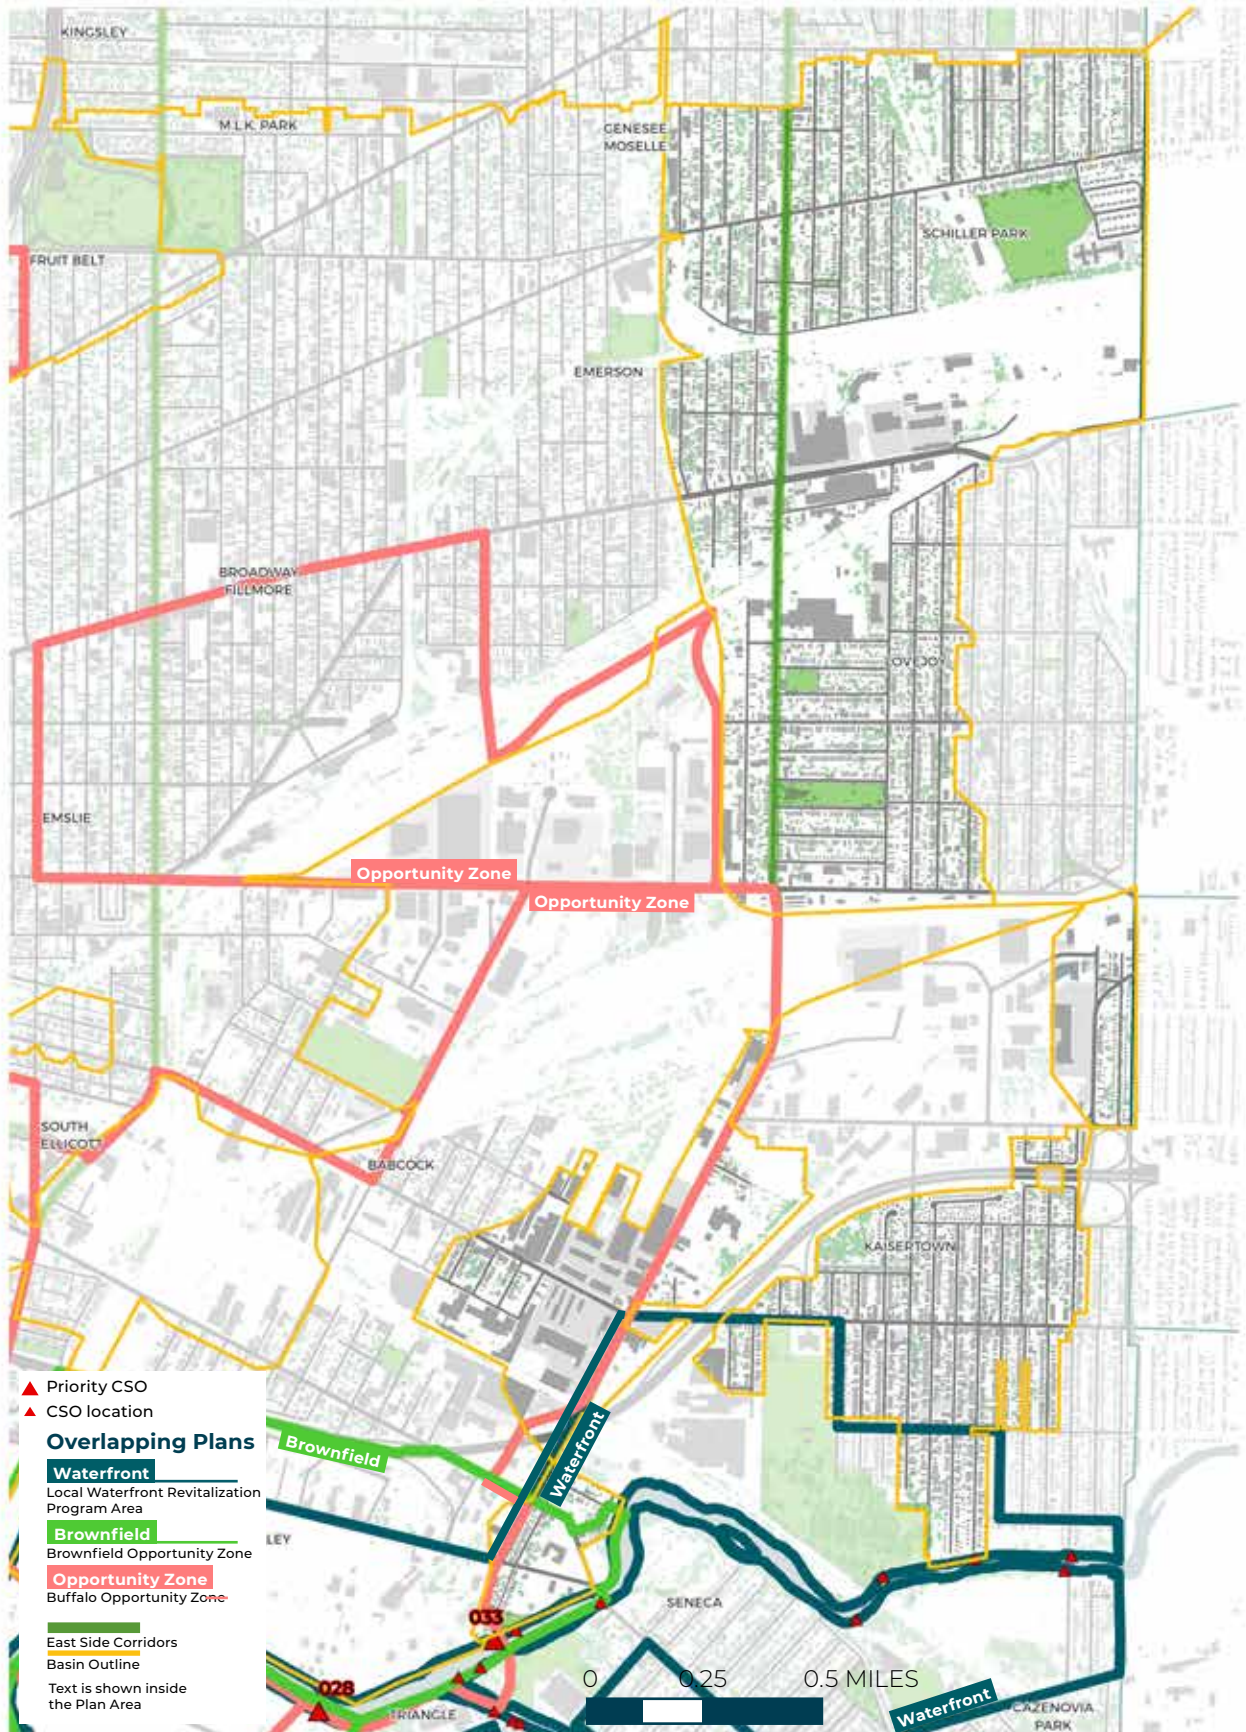 KINGSLEY
M.L.K. PARK
GENESEE
MOSELLE
SCHILLER PARK
FRUIT BELT
EMERSON
BROADWAY
FILLMORE
LOVEJOY
EMSLIE
Opportunity Zone
Opportunity Zone
SOUTH
ELLICOTT
BABCOCK
KAISERTOWN
Priority CSO
CSO location
Overlapping Plans
Waterfront
Local Waterfront Revitalization
Program Area
Brownfield
Brownfield Opportunity Zone
Opportunity Zone
Buffalo Opportunity Zone
East Side Corridors
Basin Outline
Text is shown inside
the Plan Area
Brownfield
Waterfront
LEY
SENECA
033
028
TRIANGLE
0 0.25 0.5 MILES
Waterfront
CAZENOVIA
PARK